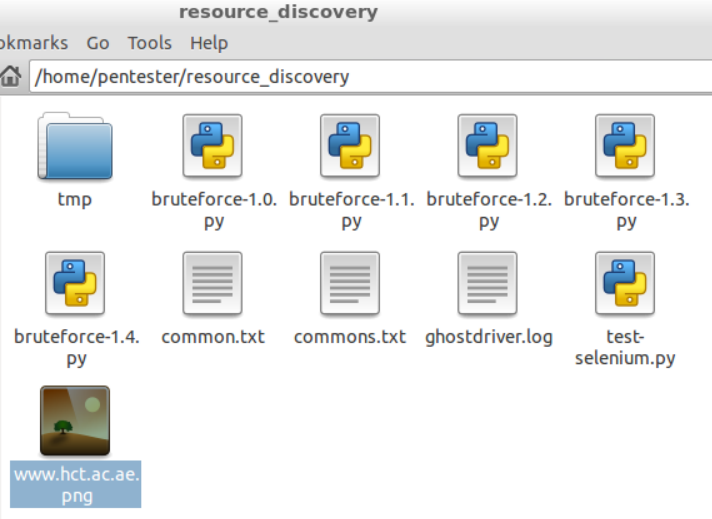 resource_discovery
okmarks Go Tools Help
/home/pentester/resource_discovery
tmp
bruteforce-1.0.
py
bruteforce-1.1.
py
bruteforce-1.2.
py
bruteforce-1.3.
py
bruteforce-1.4.
py
common.txt
commons.txt
ghostdriver.log
test-
selenium.py
www.hct.ac.ae.
png